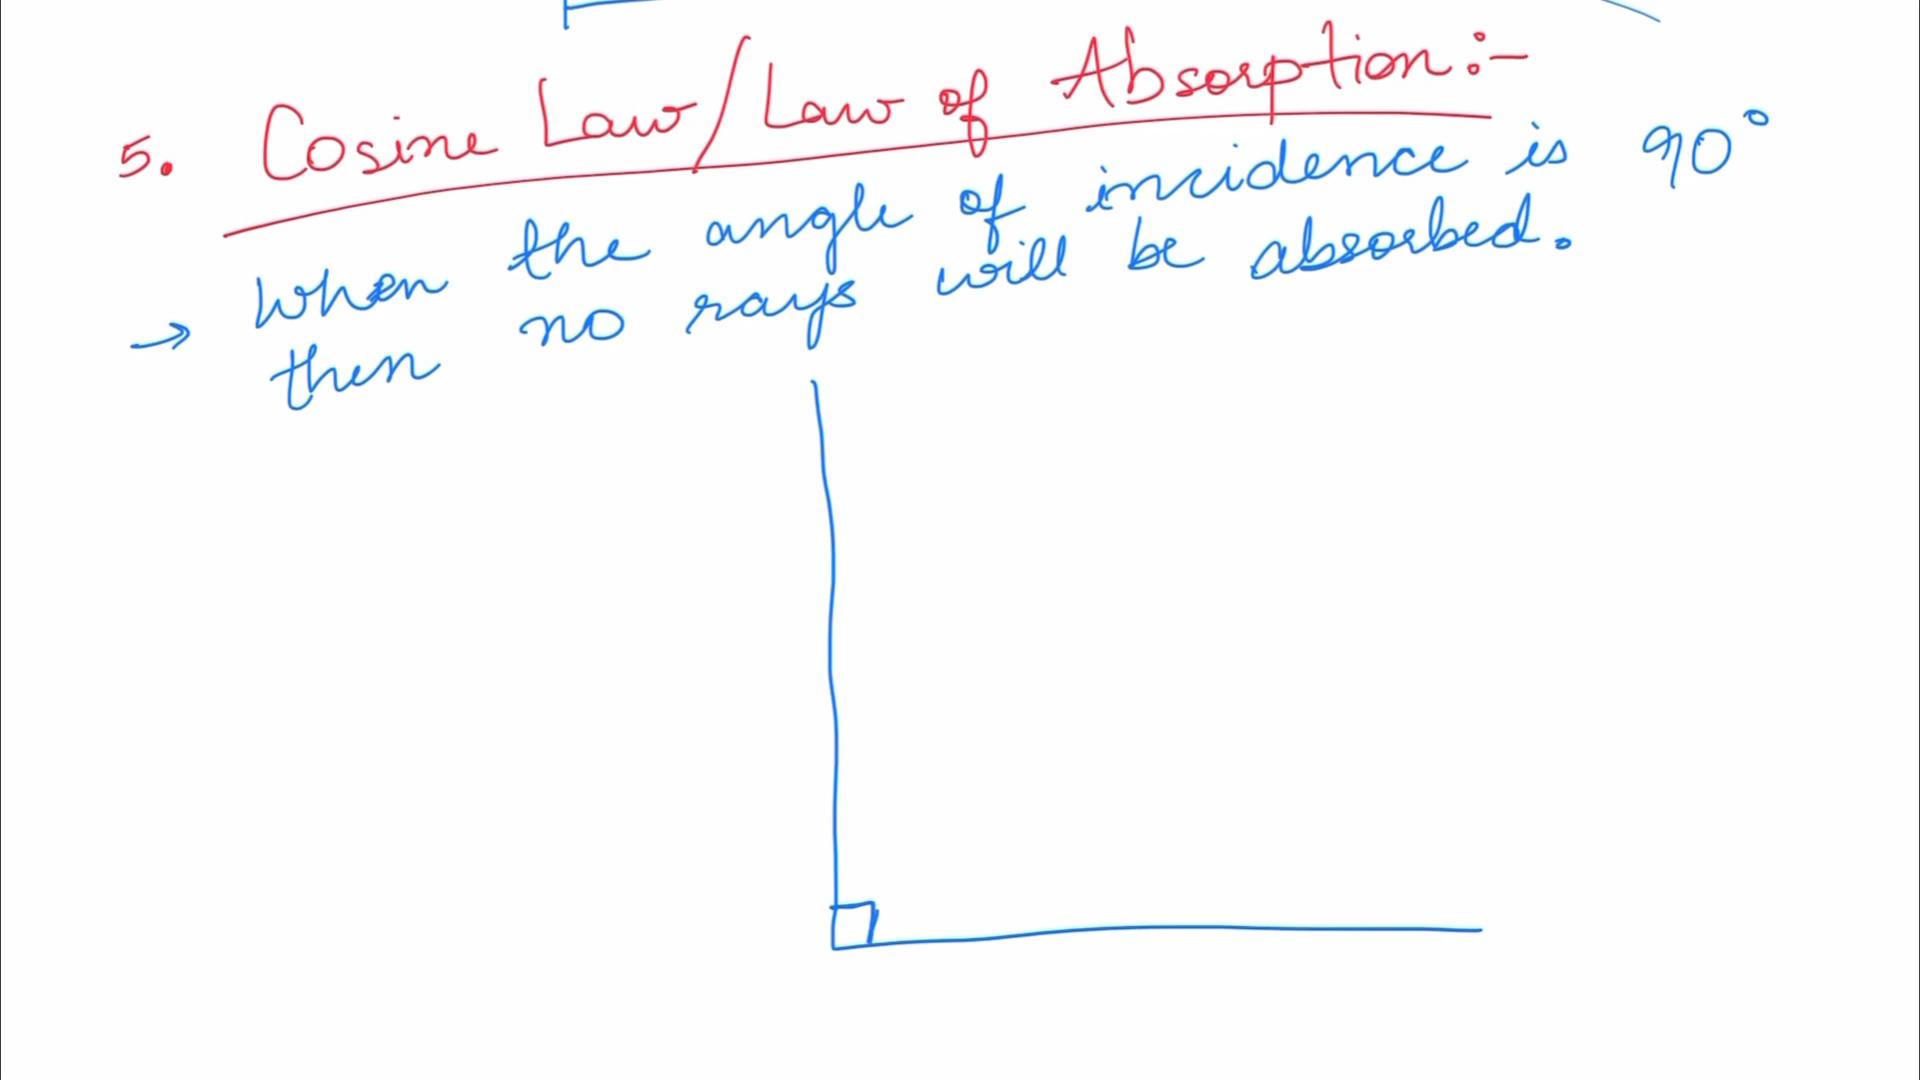 5. Cosine Law/Law of Absorption:-
→ When the angle of incidence is 90°
then no rays will be absorbed.